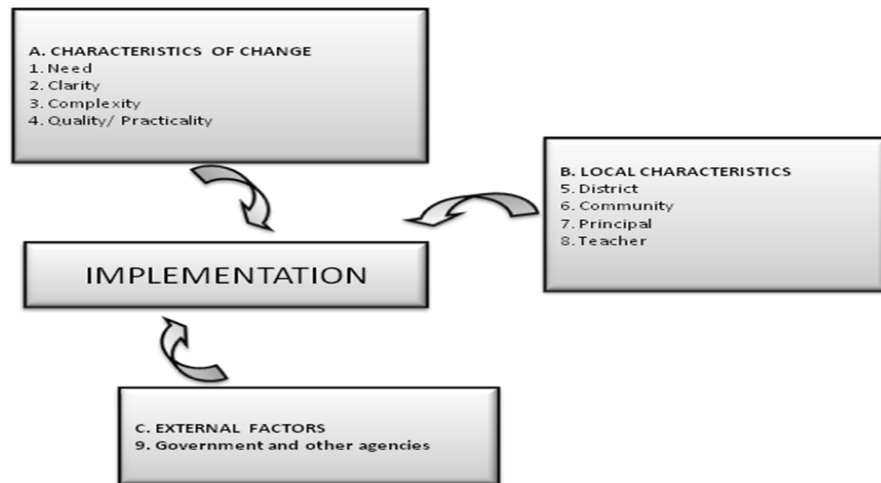 A. CHARACTERISTICS OF CHANGE
1. Need
2. Clarity
3. Complexity
4. Quality/ Practicality
B. LOCAL CHARACTERISTICS
5. District
6. Community
7. Principal
8. Teacher
IMPLEMENTATION
C. EXTERNAL FACTORS
9. Government and other agencies